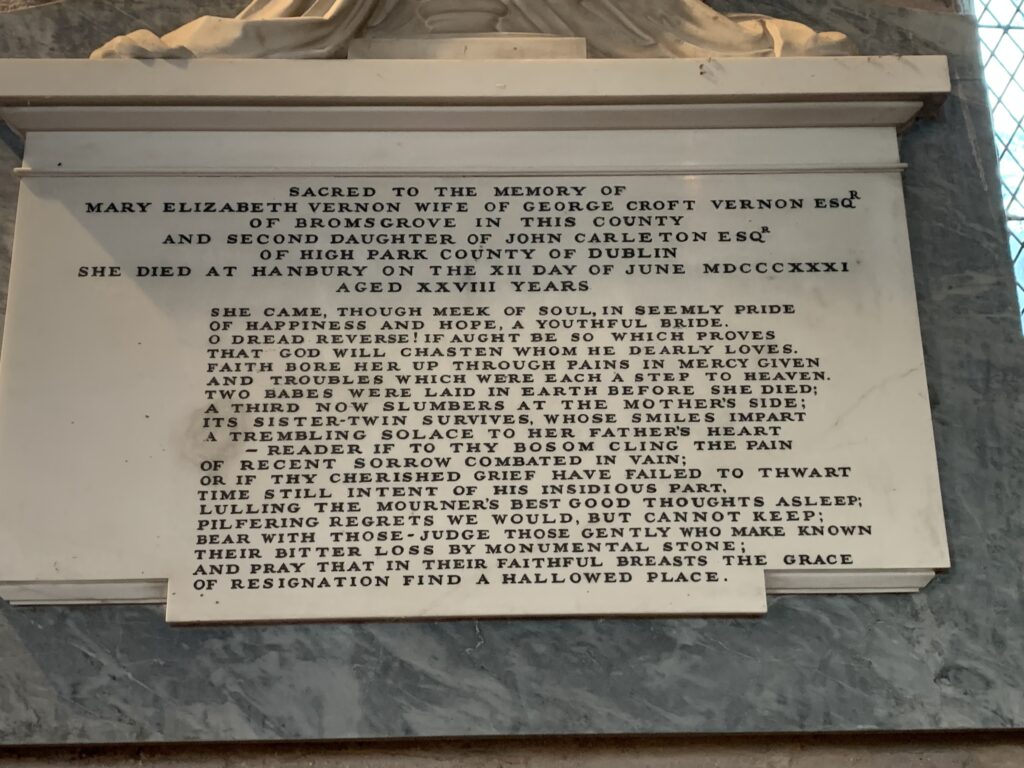 SACRED TO THE MEMORY OF
MARY ELIZABETH VERNON WIFE OF GEORGE CROFT VERNON ESQR
OF BROMSGROVE IN THIS COUNTY
AND SECOND DAUGHTER OF JOHN CARLETON ESQR
OF HIGH PARK COUNTY OF DUBLIN
SHE DIED AT HANBURY ON THE XII DAY OF JUNE MDCCCXXXI
AGED XXVIII YEARS
SHE CAME, THOUGH MEEK OF SOUL, IN SEEMLY PRIDE
OF HAPPINESS AND HOPE, A YOUTHFUL BRIDE.
O DREAD REVERSE! IF AUGHT BE SO WHICH PROVES
THAT GOD WILL CHASTEN WHOM HE DEARLY LOVES.
FAITH BORE HER UP THROUGH PAINS IN MERCY GIVEN
AND TROUBLES WHICH WERE EACH A STEP TO HEAVEN.
TWO BABES WERE LAID IN EARTH BEFORE SHE DIED;
A THIRD NOW SLUMBERS AT THE MOTHER'S SIDE;
ITS SISTER-TWIN SURVIVES, WHOSE SMILES IMPART
A TREMBLING SOLACE TO HER FATHER'S HEART
- READER IF TO THY BOSOM CLING THE PAIN
OF RECENT SORROW COMBATED IN VAIN;
OR IF THY CHERISHED GRIEF HAVE FAILED TO THWART
TIME STILL INTENT OF HIS INSIDIOUS PART,
LULLING THE MOURNER'S BEST GOOD THOUGHTS ASLEEP;
PILFERING REGRETS WE WOULD, BUT CANNOT KEEP;
BEAR WITH THOSE-JUDGE THOSE GENTLY WHO MAKE KNOWN
THEIR BITTER LOSS BY MONUMENTAL STONE;
AND PRAY THAT IN THEIR FAITHFUL BREASTS THE GRACE
OF RESIGNATION FIND A HALLOWED PLACE.